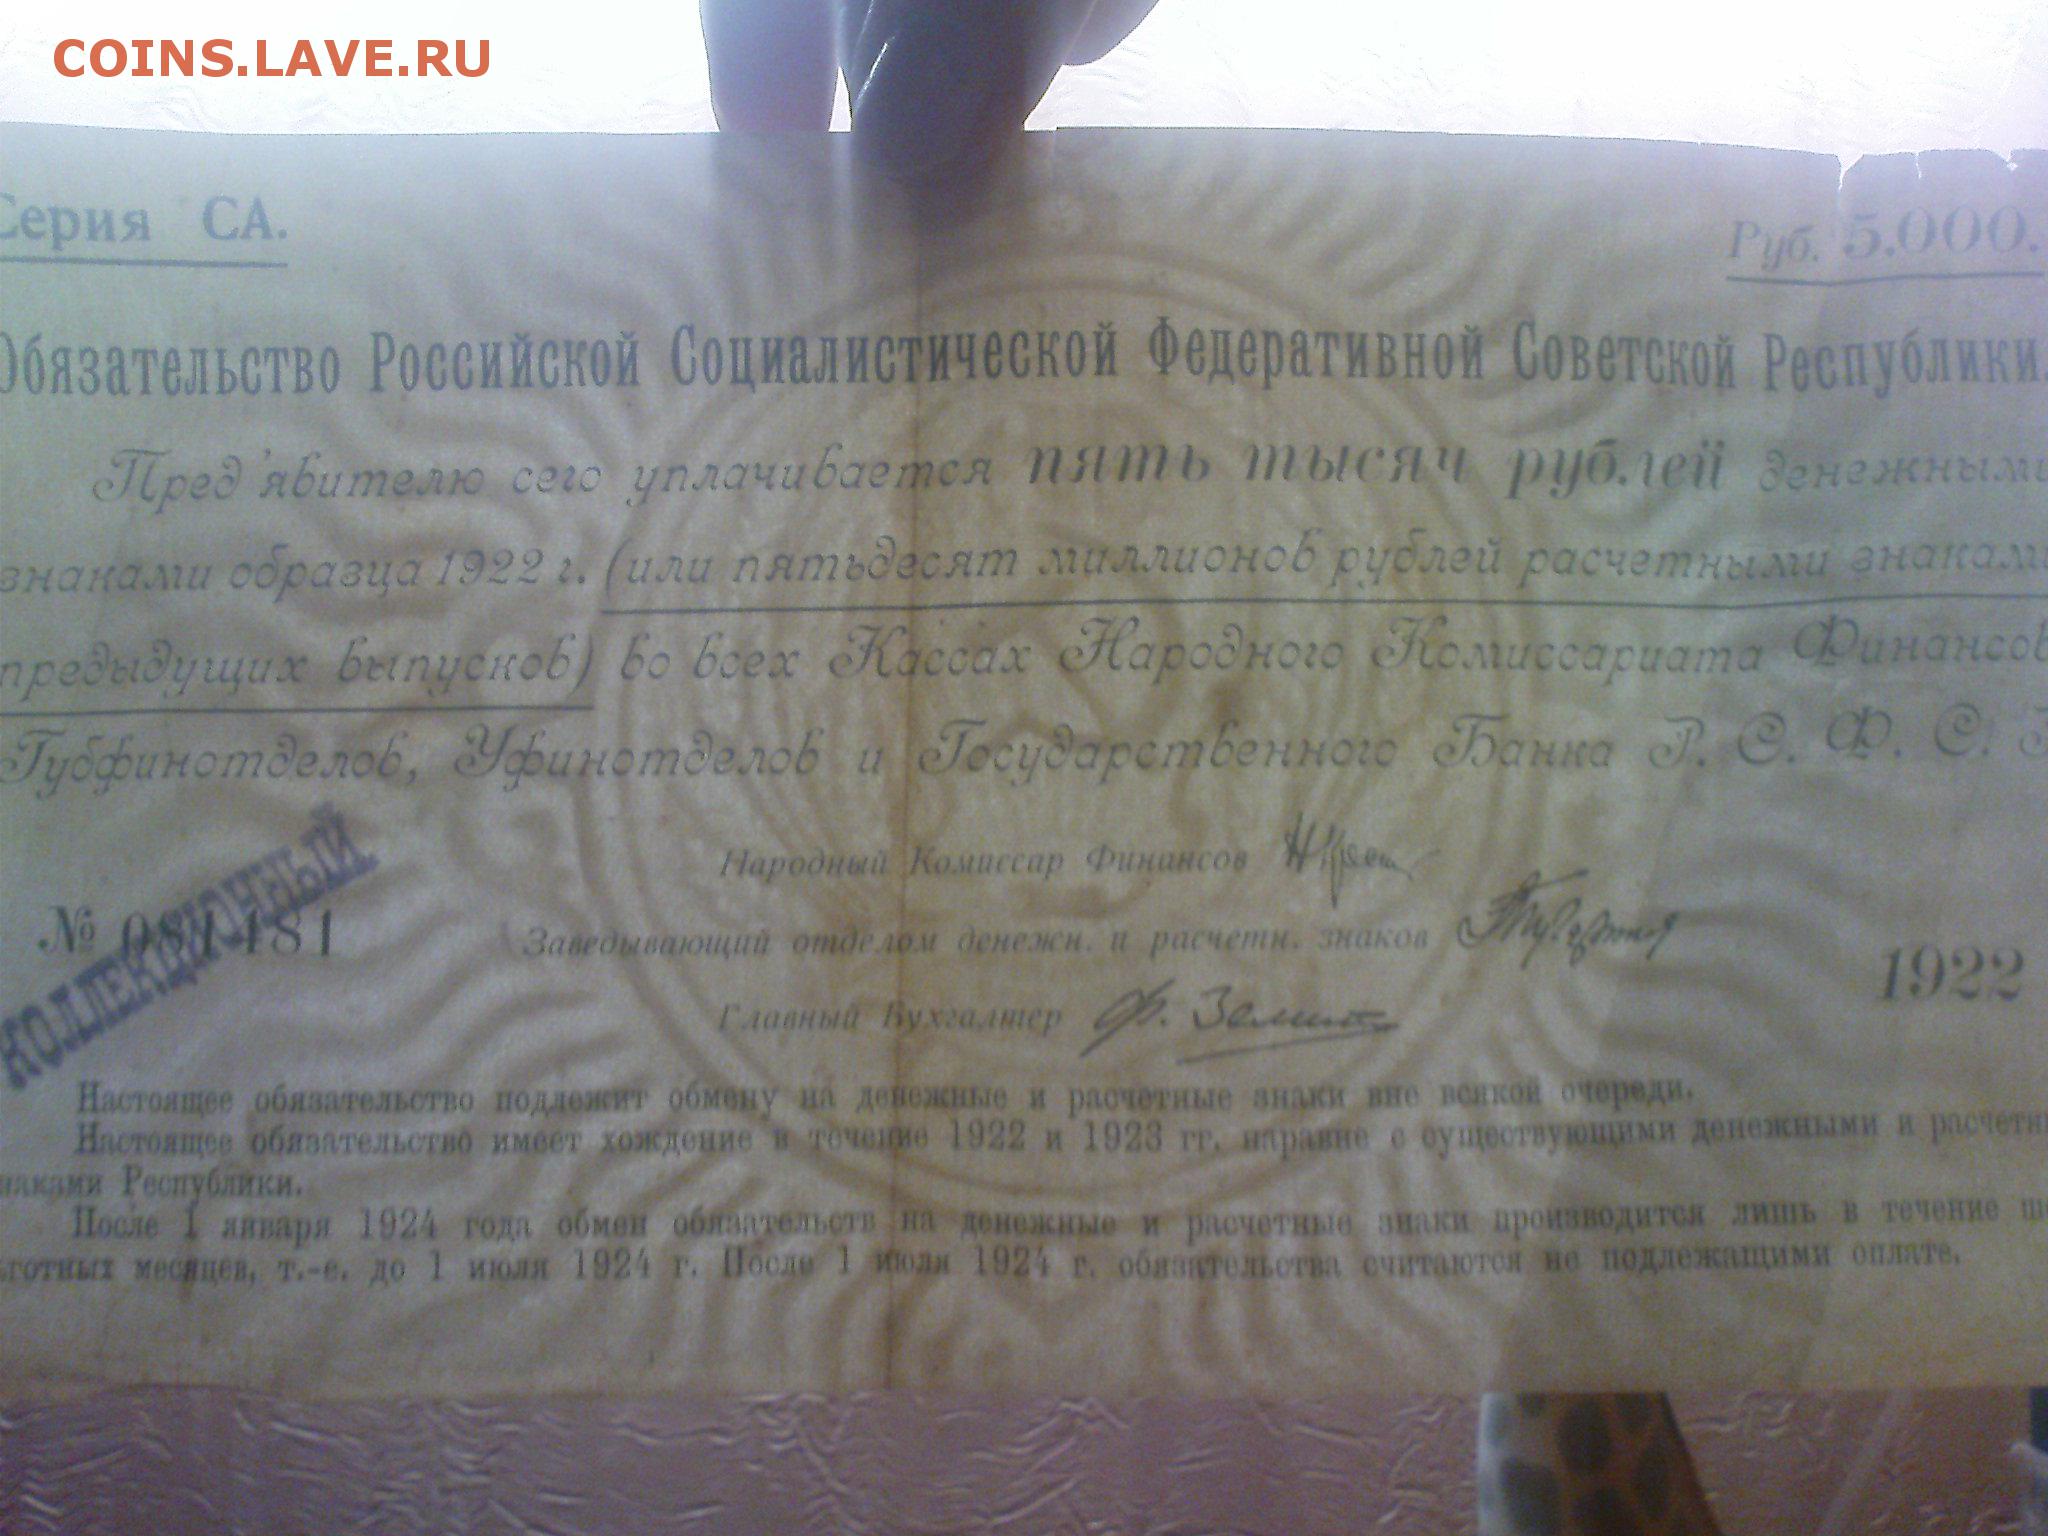 COINS.LAVE.RU
Серия СА.
Руб. 5.000.
Обязательство Российской Социалистической Федеративной Советской Республики.
Пред'явителю сего уплачивается пять тысяч рублей денежными
знаками образца 1922 г. (или пятьдесят миллионов рублей расчетными знаками
предыдущих выпусков) во всех Кассах Народного Комиссариата Финансов
Губфинотделов, Уфинотделов и Государственного Банка Р. С. Ф. С.
Народный Комиссар Финансов
КОЛЛЕКЦИОННЫЙ
№ 081481
Заведывающий отделом денежн. и расчетн. знаков
1922
Главный Бухгалтер
Настоящее обязательство подлежит обмену на денежные и расчетные знаки вне всякой очереди.
Настоящее обязательство имеет хождение в течение 1922 и 1923 гг. наравне с существующими денежными и расчетн
знаками Республики.
После 1 января 1924 года обмен обязательств на денежные и расчетные знаки производится лишь в течение ше
ьготных месяцев, т.-е. до 1 июля 1924 г. После 1 июля 1924 г. обязательства считаются не подлежащими оплате.